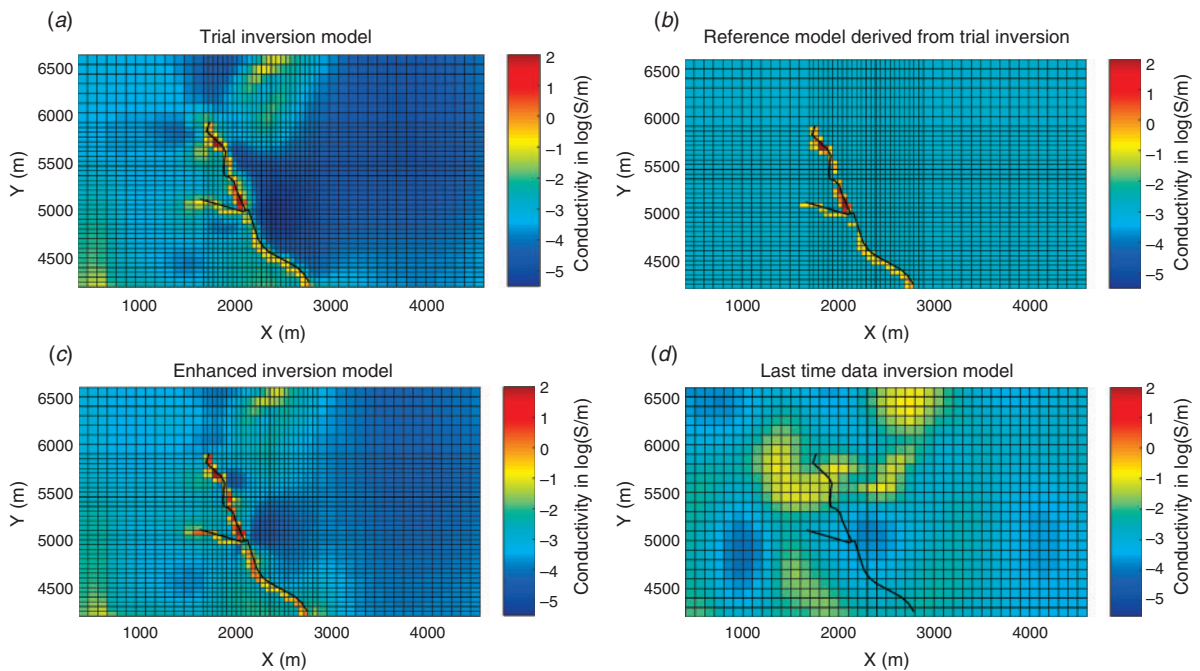 (a)
Trial inversion model
6500
6000
5500
5000
4500
Y (m)
1000 2000 3000 4000
X (m)
2
1
0
−1
−2
−3
−4
−5
Conductivity in log(S/m)
(b)
Reference model derived from trial inversion
6500
6000
5500
5000
4500
Y (m)
1000 2000 3000 4000
X (m)
2
1
0
−1
−2
−3
−4
−5
Conductivity in log(S/m)
(c)
Enhanced inversion model
6500
6000
5500
5000
4500
Y (m)
1000 2000 3000 4000
X (m)
2
1
0
−1
−2
−3
−4
−5
Conductivity in log(S/m)
(d)
Last time data inversion model
6500
6000
5500
5000
4500
Y (m)
1000 2000 3000 4000
X (m)
2
1
0
−1
−2
−3
−4
−5
Conductivity in log(S/m)